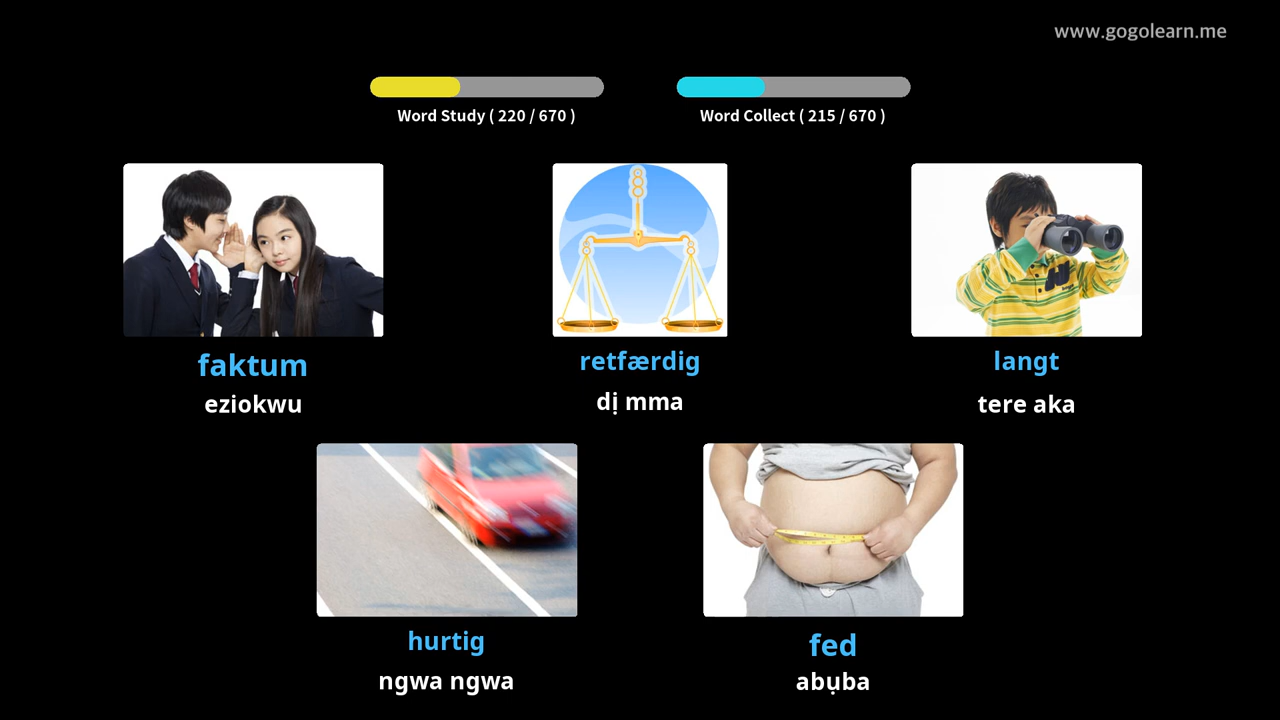 www.gogolearn.me
Word Study ( 220 / 670 )
Word Collect ( 215 / 670 )
faktum
eziokwu
retfærdig
dị mma
langt
tere aka
hurtig
ngwa ngwa
fed
abụba